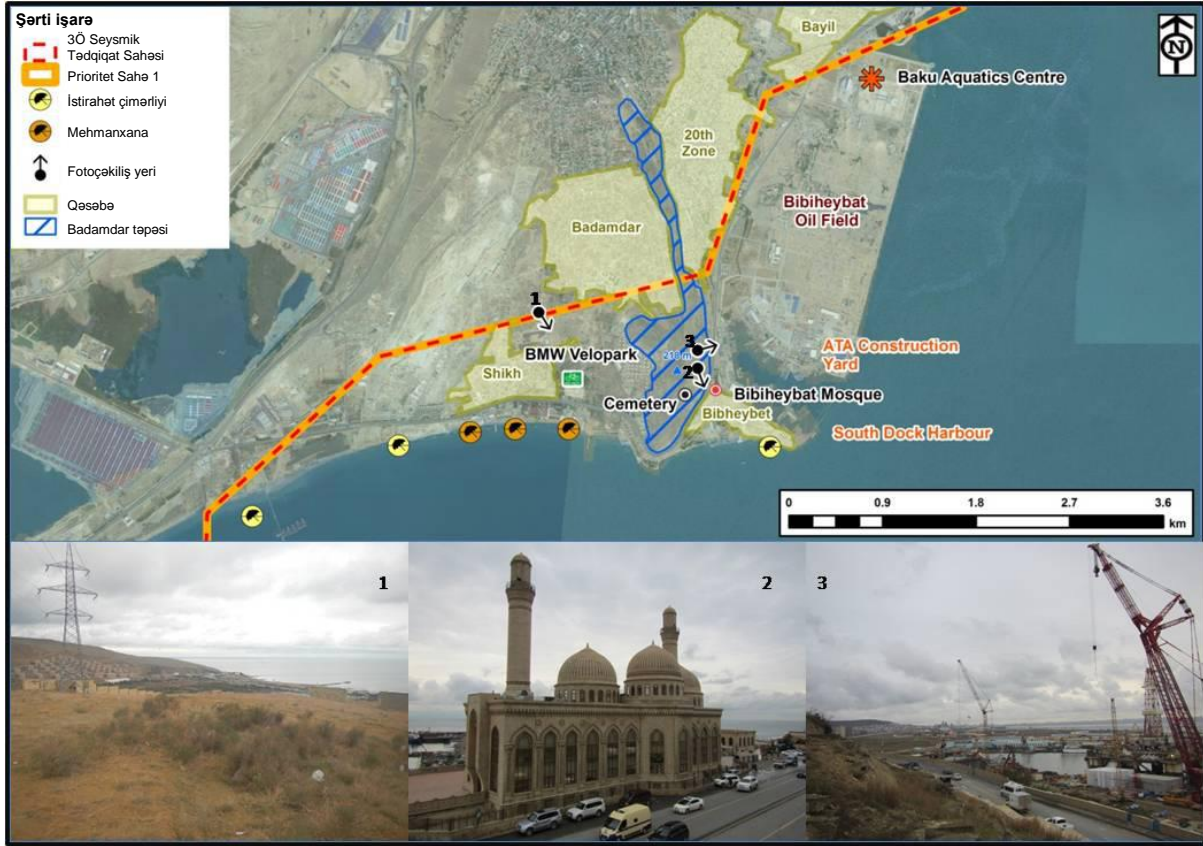 Şərti işarə
3Ö Seysmik
Tədqiqat Sahəsi
Prioritet Sahə 1
İstirahət çimərliyi
Mehmanxana
Fotoçəkiliş yeri
Qəsəbə
Badamdar təpəsi
Bayil
N
Baku Aquatics Centre
20th
Zone
Bibiheybat
Oil Field
Badamdar
1
3
218 m
2
BMW Velopark
Shikh
ATA Construction
Yard
Cemetery
Bibiheybat Mosque
Bibheybet
South Dock Harbour
0 0.9 1.8 2.7 3.6
km
1
2
3